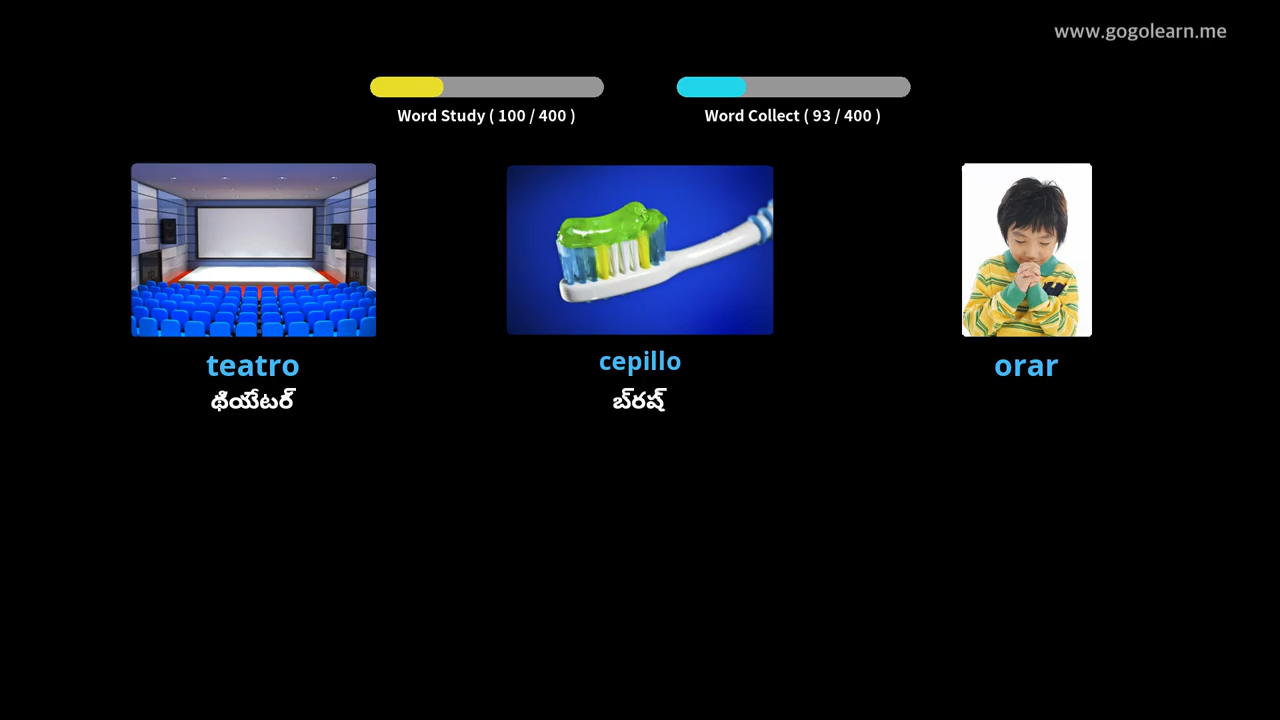 www.gogolearn.me
Word Study ( 100 / 400 )
Word Collect ( 93 / 400 )
teatro
cepillo
orar
థియేటర్
బ్‌రష్